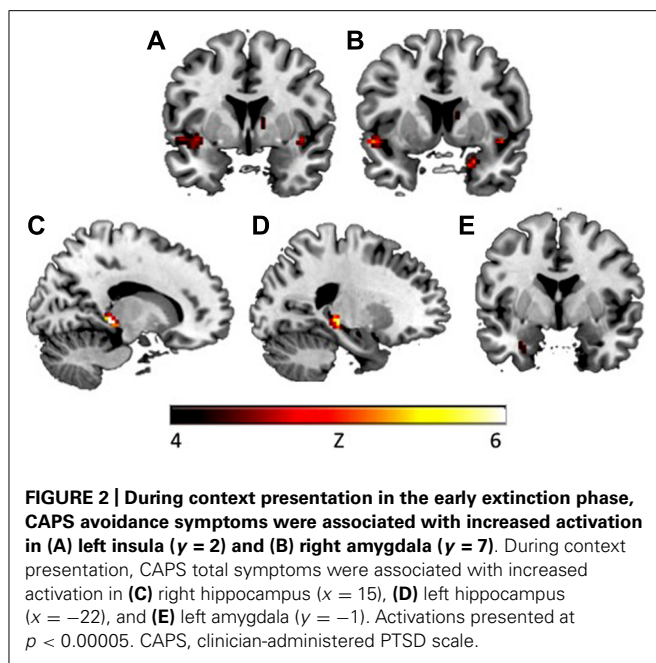 A
B
C
D
E
4
Z
6
FIGURE 2 | During context presentation in the early extinction phase,
CAPS avoidance symptoms were associated with increased activation
in (A) left insula (y = 2) and (B) right amygdala (y = 7). During context
presentation, CAPS total symptoms were associated with increased
activation in (C) right hippocampus (x = 15), (D) left hippocampus
(x = −22), and (E) left amygdala (y = −1). Activations presented at
p < 0.00005. CAPS, clinician-administered PTSD scale.